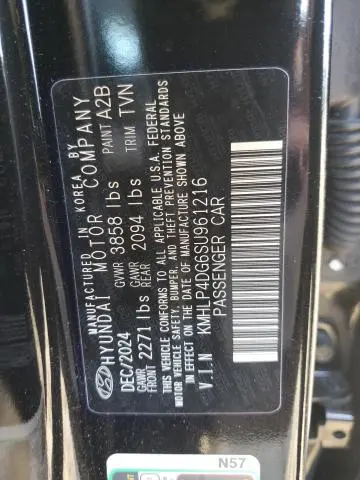 MANUFACTURED IN KOREA BY
HYUNDAI MOTOR COMPANY
DEC/2024 GVWR 3858 lbs PAINT A2B
GAWR FRONT 2271 lbs GAWR REAR 2094 lbs TRIM TVN
THIS VEHICLE CONFORMS TO ALL APPLICABLE U.S.A. FEDERAL
MOTOR VEHICLE SAFETY, BUMPER, AND THEFT PREVENTION STANDARDS
IN EFFECT ON THE DATE OF MANUFACTURE SHOWN ABOVE
V.I.N KMHLP4DG6SU961216
PASSENGER CAR
N57